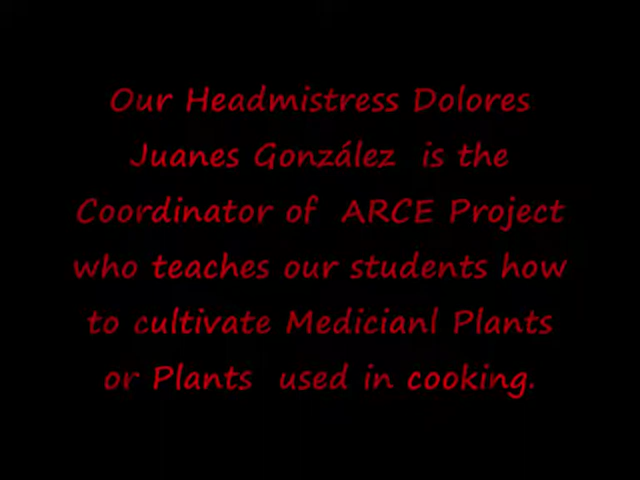 Our Headmistress Dolores
Juanes González is the
Coordinator of ARCE Project
who teaches our students how
to cultivate Medicianl Plants
or Plants used in cooking.